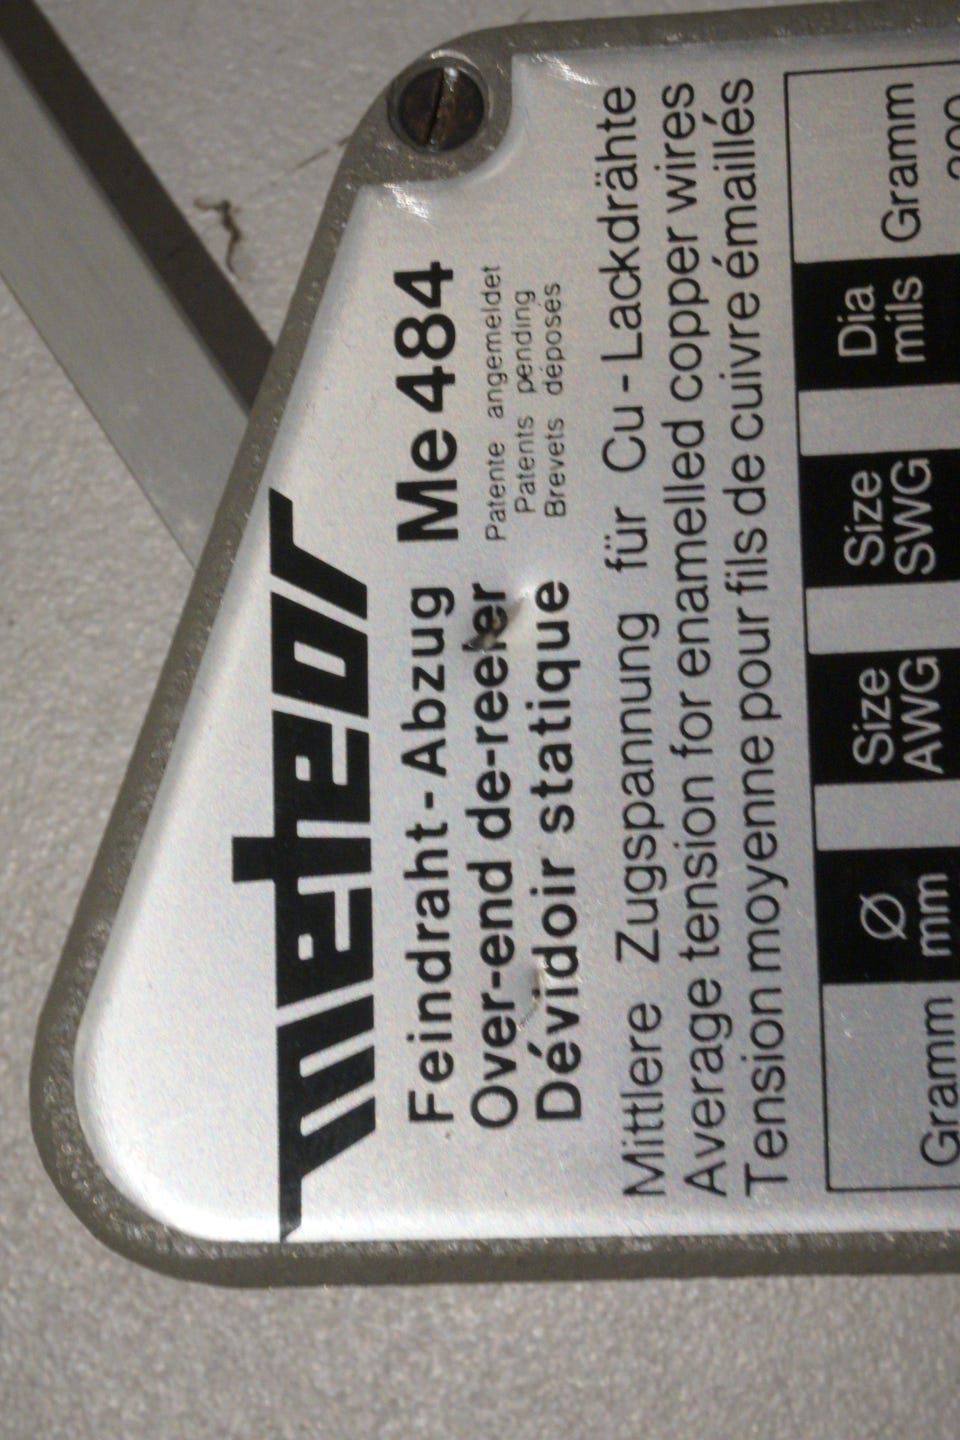 meteor
Feindraht-Abzug Me 484
Over-end de-reeler
Dévidoir statique
Patente angemeldet
Patents pending
Brevets déposés
Mittlere Zugspannung für Cu-Lackdrähte
Average tension for enamelled copper wires
Tension moyenne pour fils de cuivre émaillés
Gramm Ø mm Size AWG Size SWG Dia mils Gramm